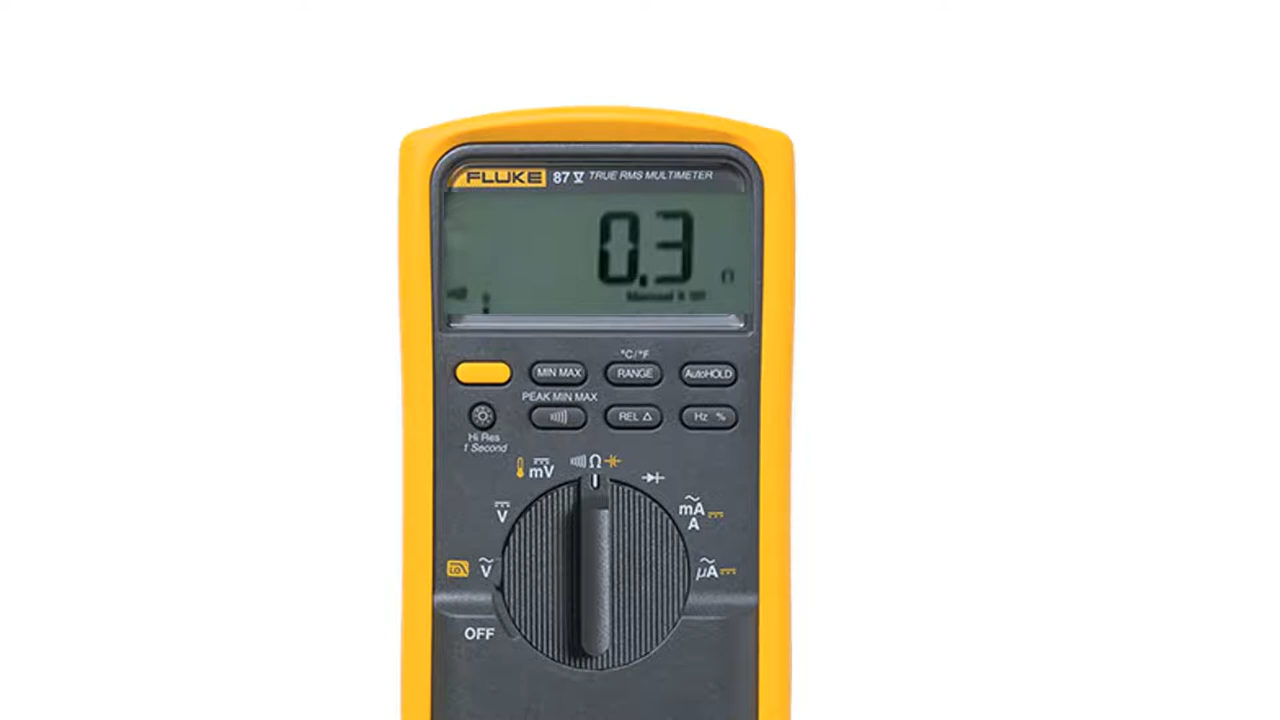 FLUKE 87 V TRUE RMS MULTIMETER
0.3
Ω
°C/°F
MIN MAX RANGE AutoHOLD
PEAK MIN MAX
REL Δ Hz %
Hi Res
1 Second
mV Ω
V mA
A
LO V µA
OFF